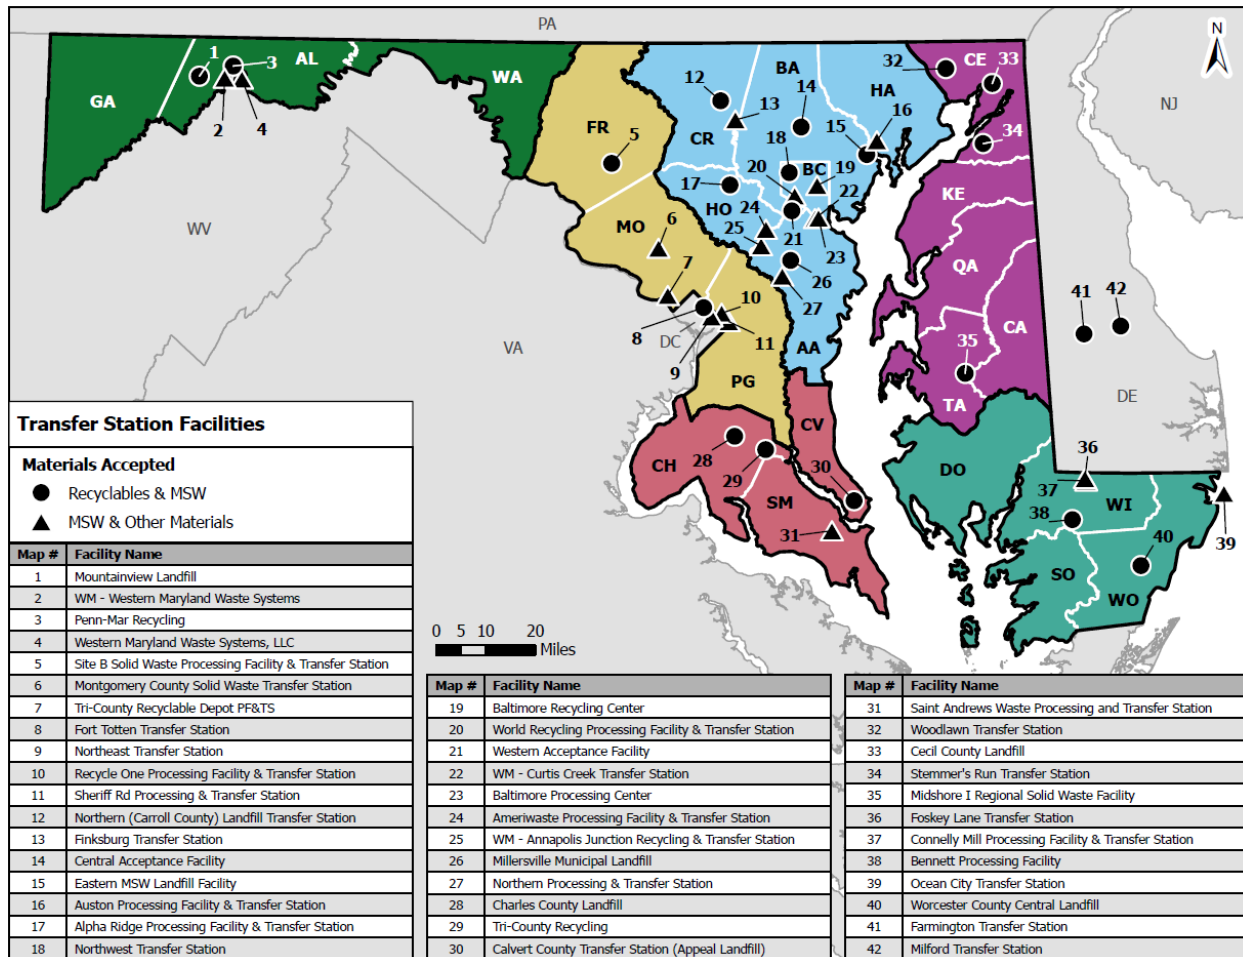 PA
N
NJ
WV
VA
DC
DE
GA
AL
WA
FR
MO
PG
CR
BA
HA
BC
HO
AA
CE
KE
QA
CA
TA
CH
CV
SM
DO
WI
SO
WO
1
3
2
4
5
6
7
8
9
10
11
12
13
14
15
16
17
18
19
20
21
22
23
24
25
26
27
28
29
30
31
32
33
34
35
36
37
38
39
40
41
42
0 5 10 20
Miles
Transfer Station Facilities
Materials Accepted
Recyclables & MSW
MSW & Other Materials
Map # Facility Name
1 Mountainview Landfill
2 WM - Western Maryland Waste Systems
3 Penn-Mar Recycling
4 Western Maryland Waste Systems, LLC
5 Site B Solid Waste Processing Facility & Transfer Station
6 Montgomery County Solid Waste Transfer Station
7 Tri-County Recyclable Depot PF&TS
8 Fort Totten Transfer Station
9 Northeast Transfer Station
10 Recycle One Processing Facility & Transfer Station
11 Sheriff Rd Processing & Transfer Station
12 Northern (Carroll County) Landfill Transfer Station
13 Finksburg Transfer Station
14 Central Acceptance Facility
15 Eastern MSW Landfill Facility
16 Auston Processing Facility & Transfer Station
17 Alpha Ridge Processing Facility & Transfer Station
18 Northwest Transfer Station
Map # Facility Name
19 Baltimore Recycling Center
20 World Recycling Processing Facility & Transfer Station
21 Western Acceptance Facility
22 WM - Curtis Creek Transfer Station
23 Baltimore Processing Center
24 Ameriwaste Processing Facility & Transfer Station
25 WM - Annapolis Junction Recycling & Transfer Station
26 Millersville Municipal Landfill
27 Northern Processing & Transfer Station
28 Charles County Landfill
29 Tri-County Recycling
30 Calvert County Transfer Station (Appeal Landfill)
Map # Facility Name
31 Saint Andrews Waste Processing and Transfer Station
32 Woodlawn Transfer Station
33 Cecil County Landfill
34 Stemmer's Run Transfer Station
35 Midshore I Regional Solid Waste Facility
36 Foskey Lane Transfer Station
37 Connelly Mill Processing Facility & Transfer Station
38 Bennett Processing Facility
39 Ocean City Transfer Station
40 Worcester County Central Landfill
41 Farmington Transfer Station
42 Milford Transfer Station